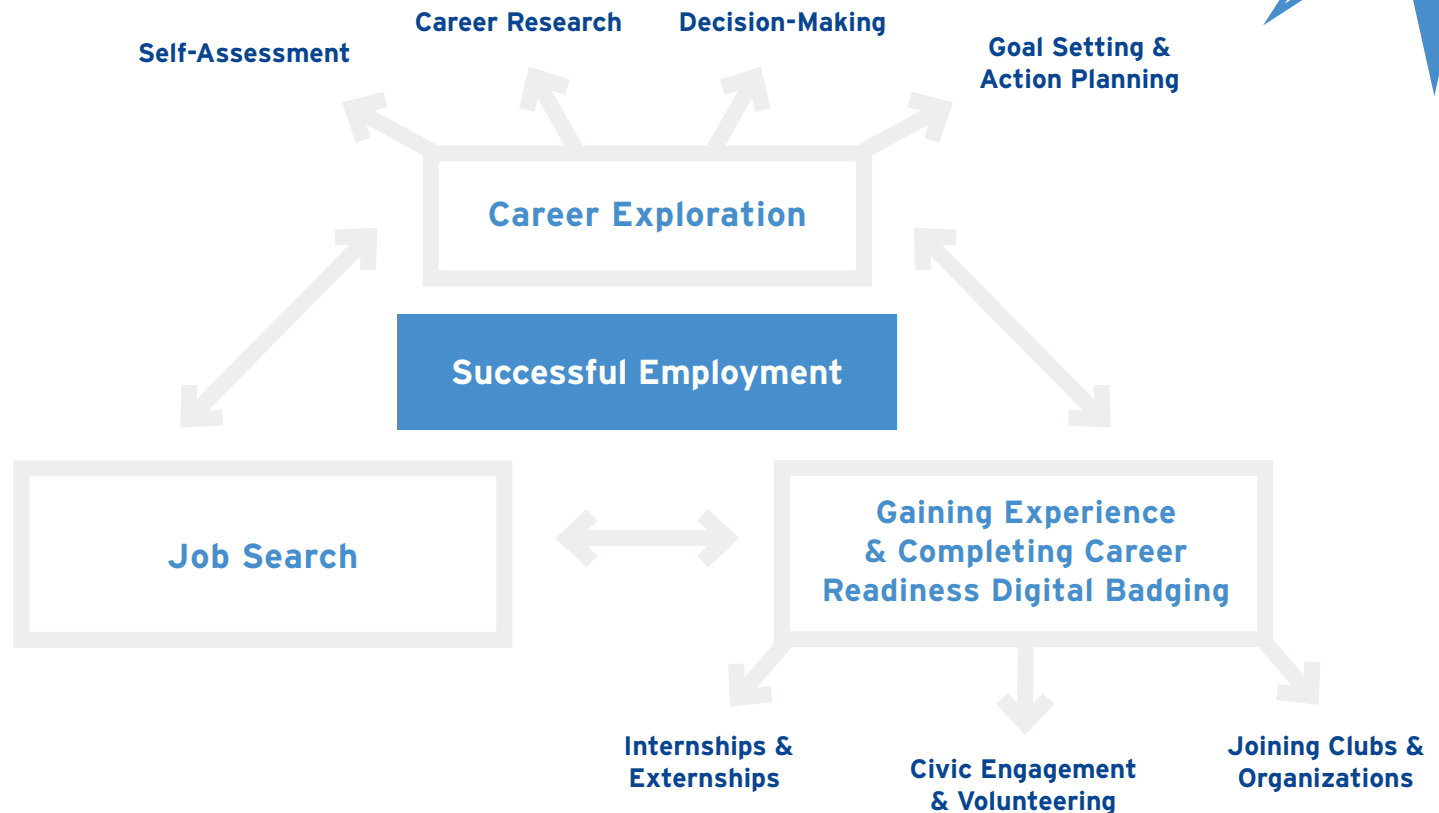 Career Research
Decision-Making
Self-Assessment
Goal Setting &
Action Planning
Career Exploration
Successful Employment
Job Search
Gaining Experience
& Completing Career
Readiness Digital Badging
Internships &
Externships
Civic Engagement
& Volunteering
Joining Clubs &
Organizations